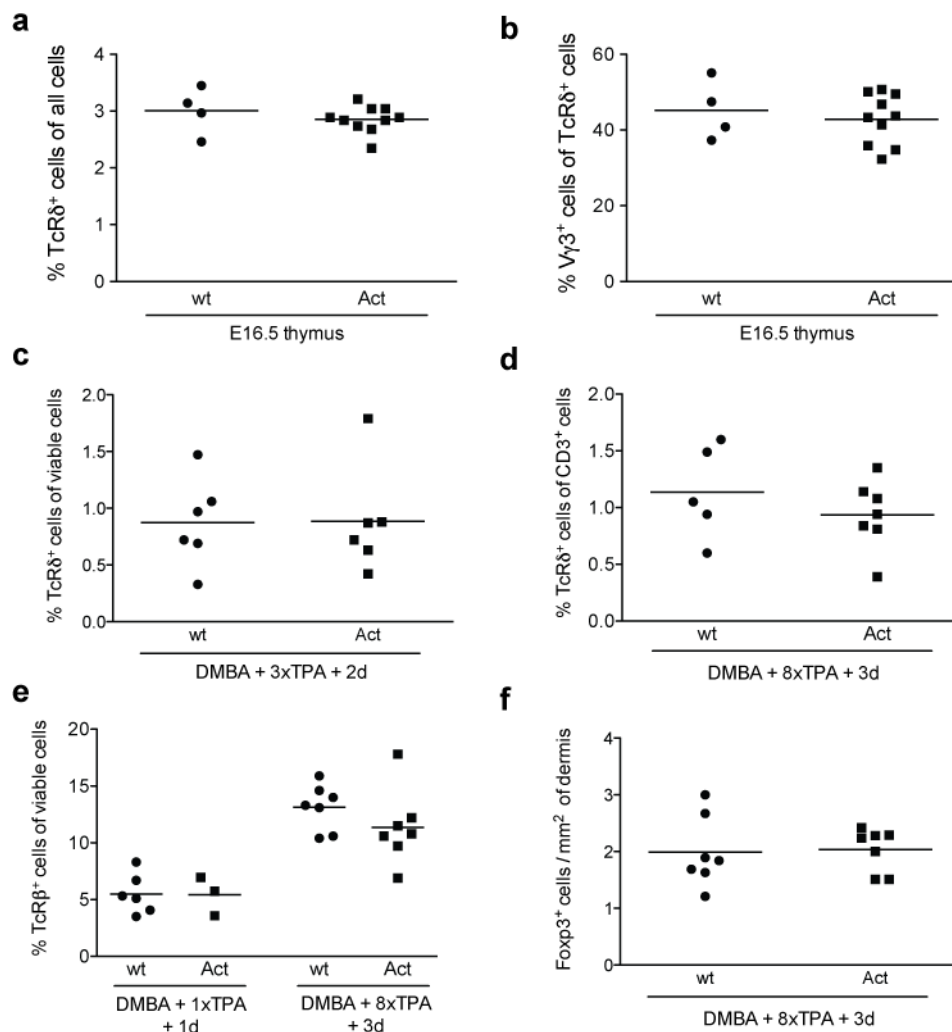 a
% TcRδ⁺ cells of all cells
4
3
2
1
0
wt
Act
E16.5 thymus
b
% Vγ3⁺ cells of TcRδ⁺ cells
60
40
20
0
wt
Act
E16.5 thymus
c
% TcRδ⁺ cells of viable cells
2.0
1.5
1.0
0.5
0.0
wt
Act
DMBA + 3xTPA + 2d
d
% TcRδ⁺ cells of CD3⁺ cells
2.0
1.5
1.0
0.5
0.0
wt
Act
DMBA + 8xTPA + 3d
e
% TcRβ⁺ cells of viable cells
20
15
10
5
0
wt
Act
wt
Act
DMBA + 1xTPA
+ 1d
DMBA + 8xTPA
+ 3d
f
Foxp3⁺ cells / mm² of dermis
4
3
2
1
0
wt
Act
DMBA + 8xTPA + 3d